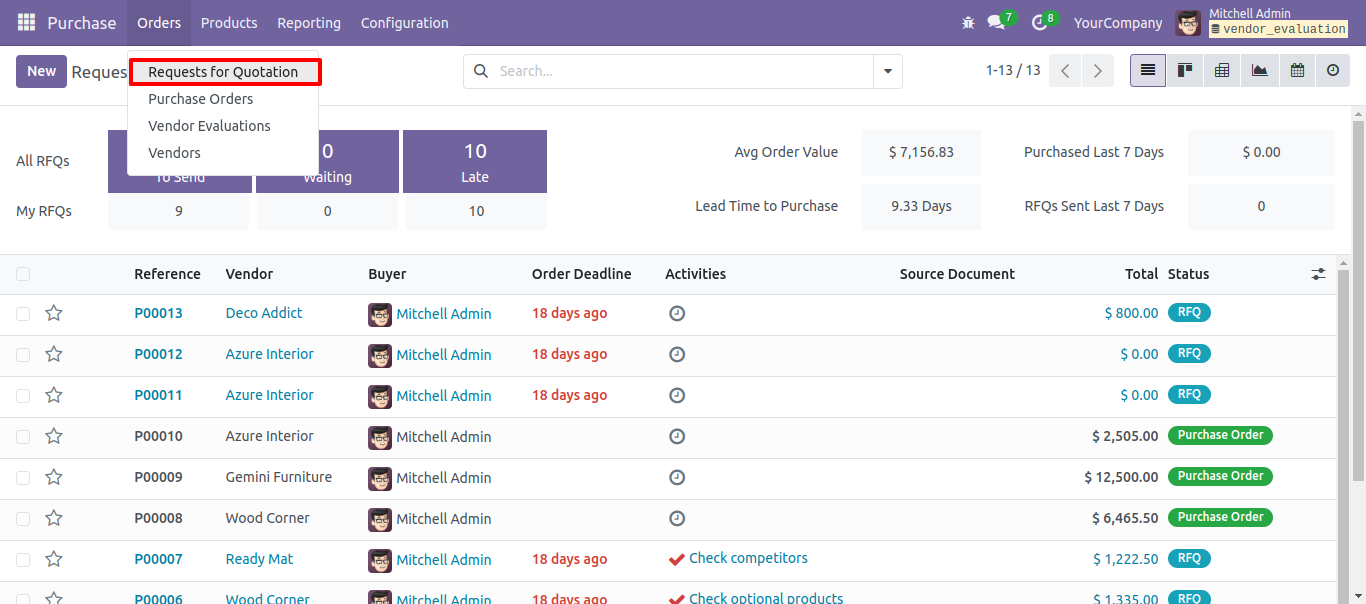 Purchase Orders Products Reporting Configuration 7 8 YourCompany Mitchell Admin
vendor_evaluation
New Reques Search... 1-13 / 13
Requests for Quotation
Purchase Orders
Vendor Evaluations
Vendors
All RFQs To Send 0 Waiting 10 Late
My RFQs 9 0 10
Avg Order Value $ 7,156.83 Purchased Last 7 Days $ 0.00
Lead Time to Purchase 9.33 Days RFQs Sent Last 7 Days 0
Reference Vendor Buyer Order Deadline Activities Source Document Total Status
P00013 Deco Addict Mitchell Admin 18 days ago $ 800.00 RFQ
P00012 Azure Interior Mitchell Admin 18 days ago $ 0.00 RFQ
P00011 Azure Interior Mitchell Admin 18 days ago $ 0.00 RFQ
P00010 Azure Interior Mitchell Admin $ 2,505.00 Purchase Order
P00009 Gemini Furniture Mitchell Admin $ 12,500.00 Purchase Order
P00008 Wood Corner Mitchell Admin $ 6,465.50 Purchase Order
P00007 Ready Mat Mitchell Admin 18 days ago Check competitors $ 1,222.50 RFQ
P00006 Wood Corner Mitchell Admin 18 days ago Check optional products $ 1,335.00 RFQ